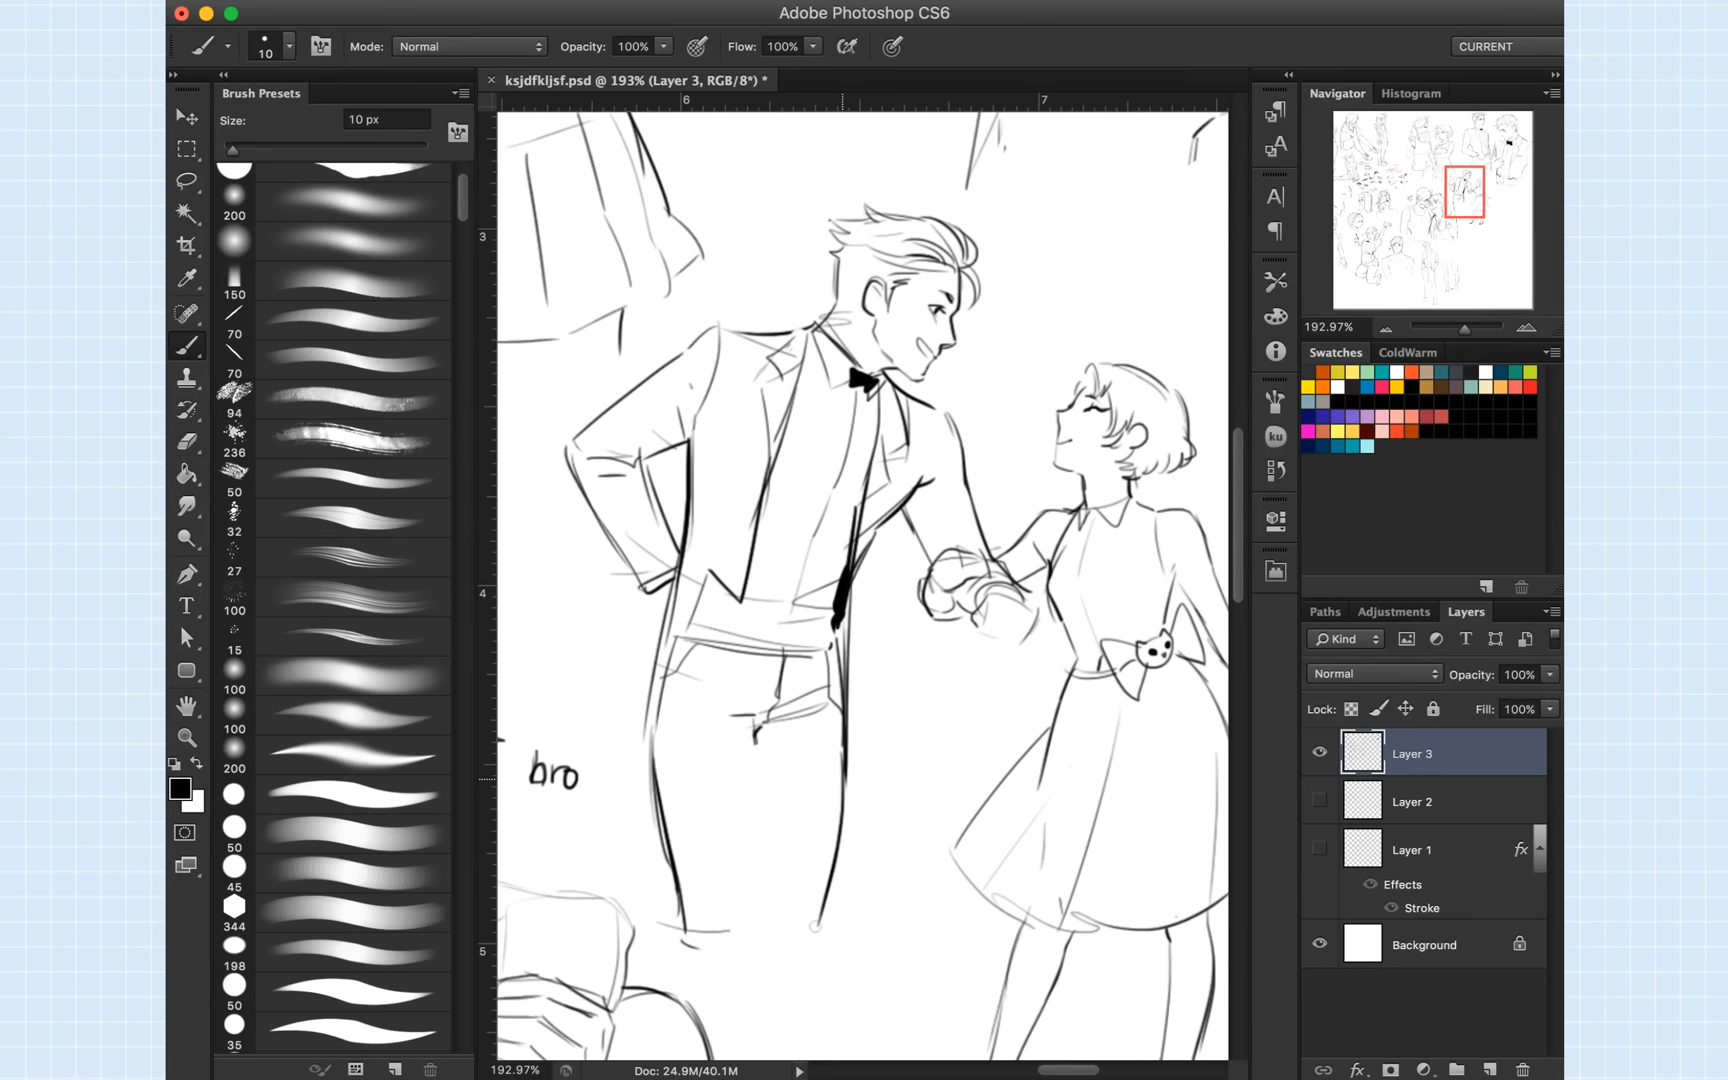 Adobe Photoshop CS6
10 Mode: Normal Opacity: 100% Flow: 100% CURRENT
× ksjdfkljsf.psd @ 193% (Layer 3, RGB/8*) *
Brush Presets
Size: 10 px
200
150
70
70
94
236
50
32
27
100
15
100
100
200
50
45
344
198
50
35
6 7
3
4
5
bro
192.97% Doc: 24.9M/40.1M
ku
Navigator Histogram
192.97%
Swatches ColdWarm
Paths Adjustments Layers
Kind
Normal Opacity: 100%
Lock: Fill: 100%
Layer 3
Layer 2
Layer 1 fx
Effects
Stroke
Background
fx